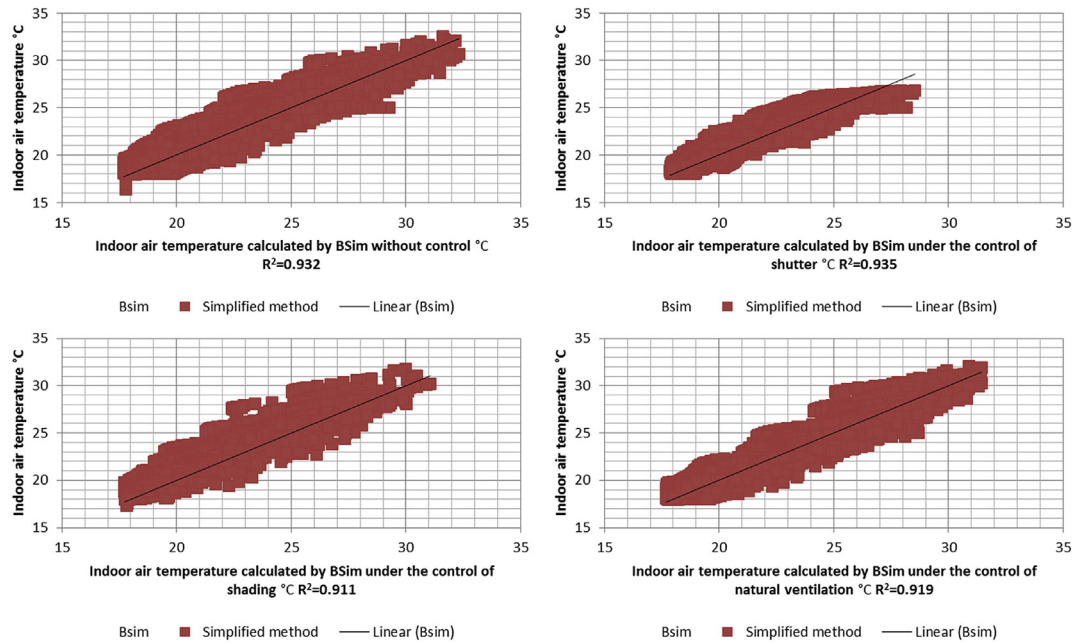 Indoor air temperature °C
35
30
25
20
15
15 20 25 30 35
Indoor air temperature calculated by BSim without control °C
R²=0.932
Bsim Simplified method Linear (Bsim)
Indoor air temperature °C
35
30
25
20
15
15 20 25 30 35
Indoor air temperature calculated by BSim under the control of
shutter °C R²=0.935
Bsim Simplified method Linear (Bsim)
Indoor air temperature °C
35
30
25
20
15
15 20 25 30 35
Indoor air temperature calculated by BSim under the control of
shading °C R²=0.911
Bsim Simplified method Linear (Bsim)
Indoor air temperature °C
35
30
25
20
15
15 20 25 30 35
Indoor air temperature calculated by BSim under the control of
natural ventilation °C R²=0.919
Bsim Simplified method Linear (Bsim)